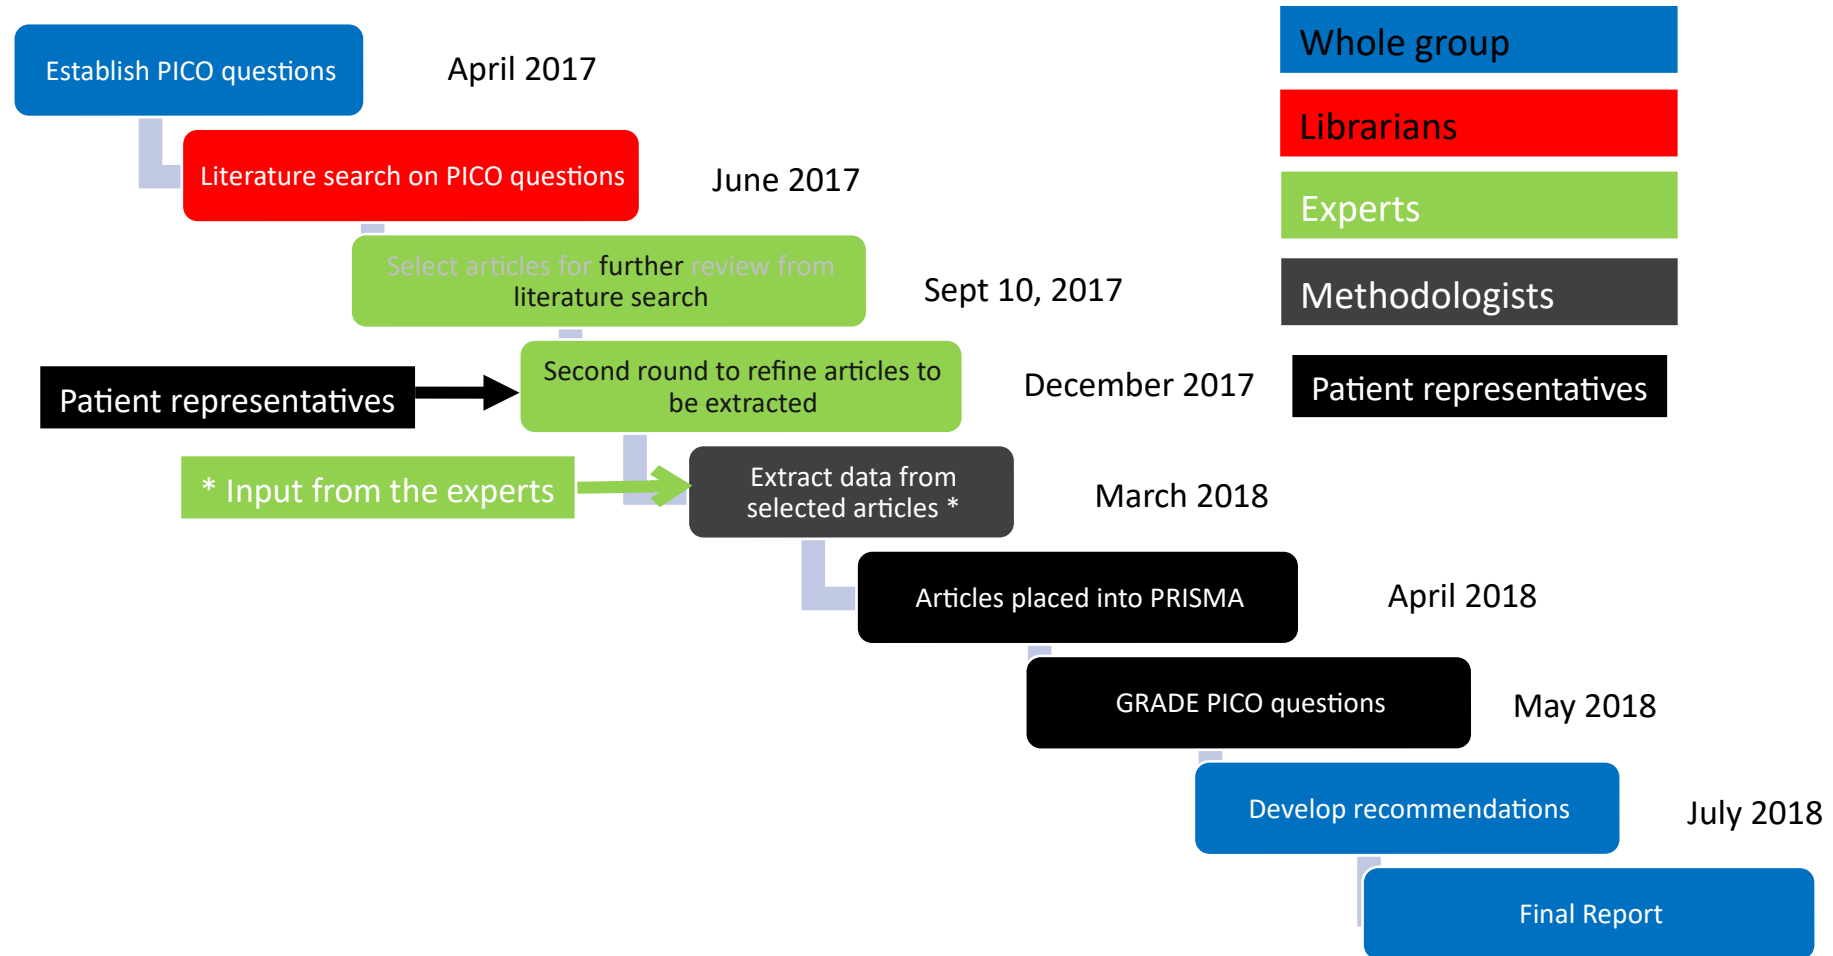 Establish PICO questions
April 2017
Whole group
Librarians
Literature search on PICO questions
June 2017
Experts
Select articles for further review from
literature search
Sept 10, 2017
Methodologists
Patient representatives
Second round to refine articles to
be extracted
December 2017
Patient representatives
* Input from the experts
Extract data from
selected articles *
March 2018
Articles placed into PRISMA
April 2018
GRADE PICO questions
May 2018
Develop recommendations
July 2018
Final Report